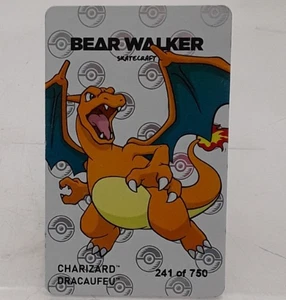 BEAR WALKER
SKATECRAFT
CHARIZARD™
DRACAUFEU
241 of 750